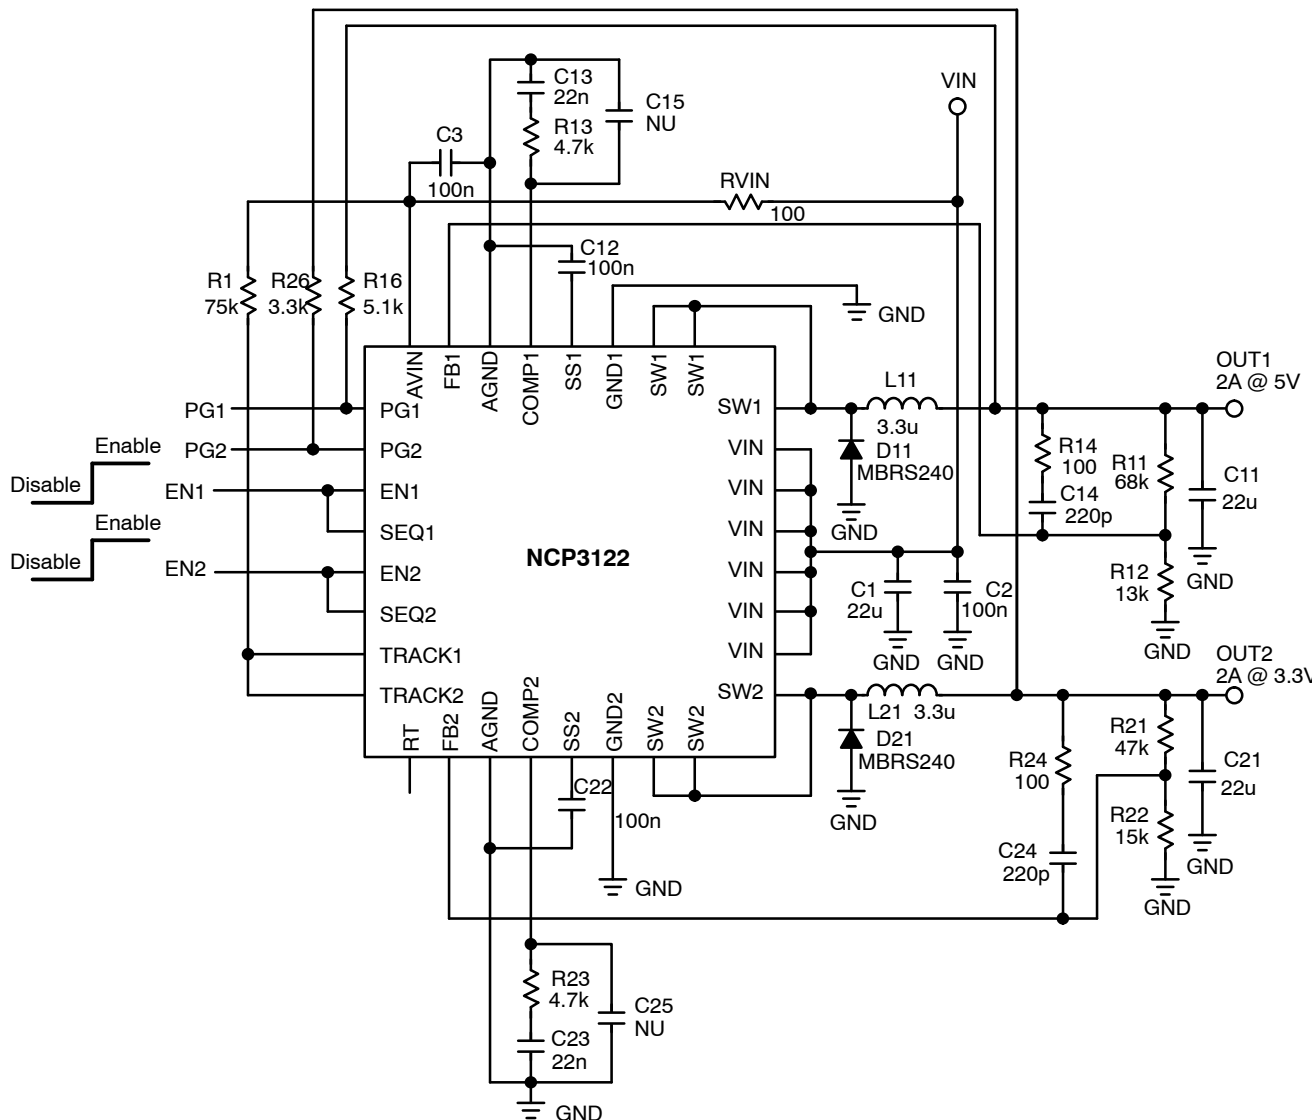 C13
22n
C15
NU
R13
4.7k
VIN
C3
100n
RVIN
100
C12
100n
R1
75k
R26
3.3k
R16
5.1k
GND
AVIN
FB1
AGND
COMP1
SS1
GND1
SW1
SW1
OUT1
2A @ 5V
L11
3.3u
PG1
PG1
SW1
PG2
PG2
VIN
Enable
Disable
EN1
EN1
VIN
SEQ1
VIN
Enable
Disable
EN2
EN2
VIN
SEQ2
VIN
TRACK1
VIN
TRACK2
SW2
NCP3122
D11
MBRS240
GND
R14
100
C14
220p
R11
68k
C11
22u
GND
R12
13k
GND
C1
22u
GND
C2
100n
GND
OUT2
2A @ 3.3V
L21 3.3u
D21
MBRS240
GND
R21
47k
C21
22u
R24
100
R22
15k
GND
C24
220p
GND
RT
FB2
AGND
COMP2
SS2
GND2
SW2
SW2
C22
100n
GND
R23
4.7k
C25
NU
C23
22n
GND